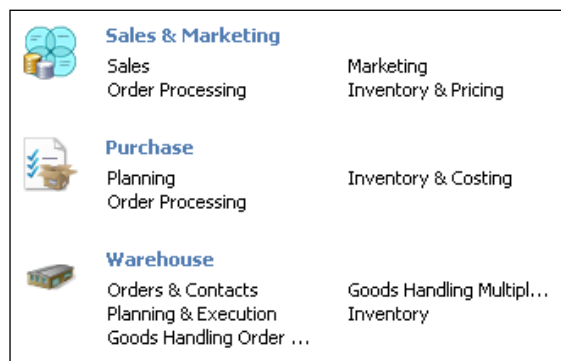 Sales & Marketing
Sales Marketing
Order Processing Inventory & Pricing
Purchase
Planning Inventory & Costing
Order Processing
Warehouse
Orders & Contacts Goods Handling Multipl...
Planning & Execution Inventory
Goods Handling Order ...